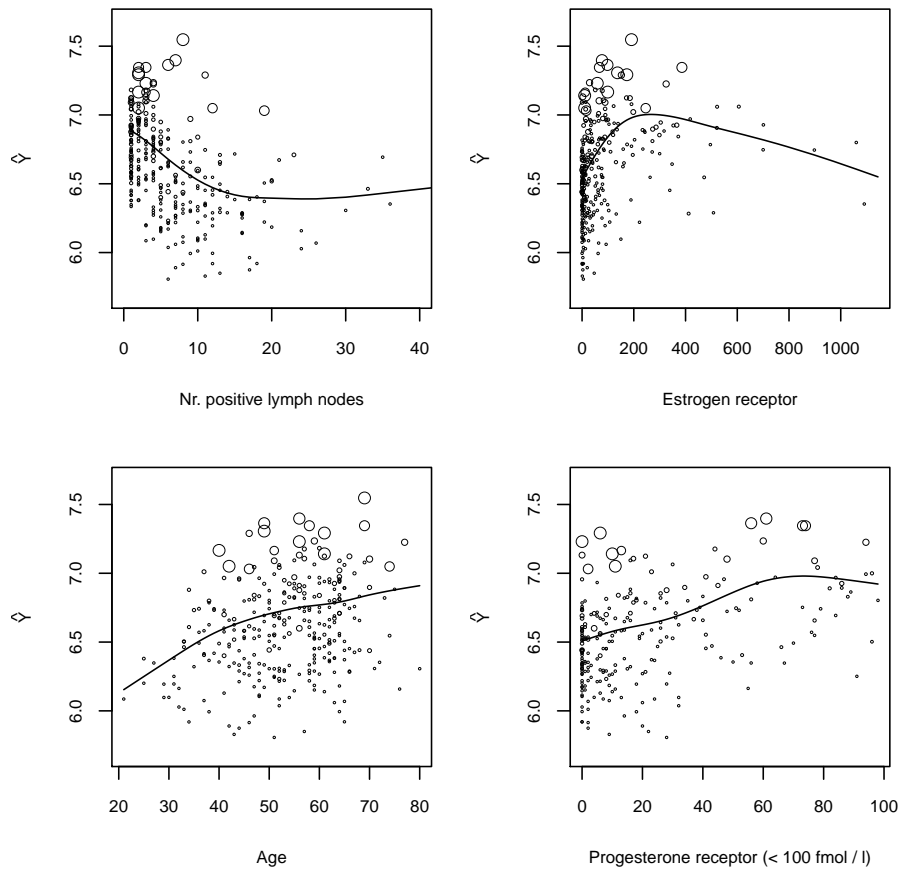 7.5
7.0
6.5
6.0
Ŷ
0 10 20 30 40
Nr. positive lymph nodes
7.5
7.0
6.5
6.0
Ŷ
0 200 400 600 800 1000
Estrogen receptor
7.5
7.0
6.5
6.0
Ŷ
20 30 40 50 60 70 80
Age
7.5
7.0
6.5
6.0
Ŷ
0 20 40 60 80 100
Progesterone receptor (< 100 fmol / l)